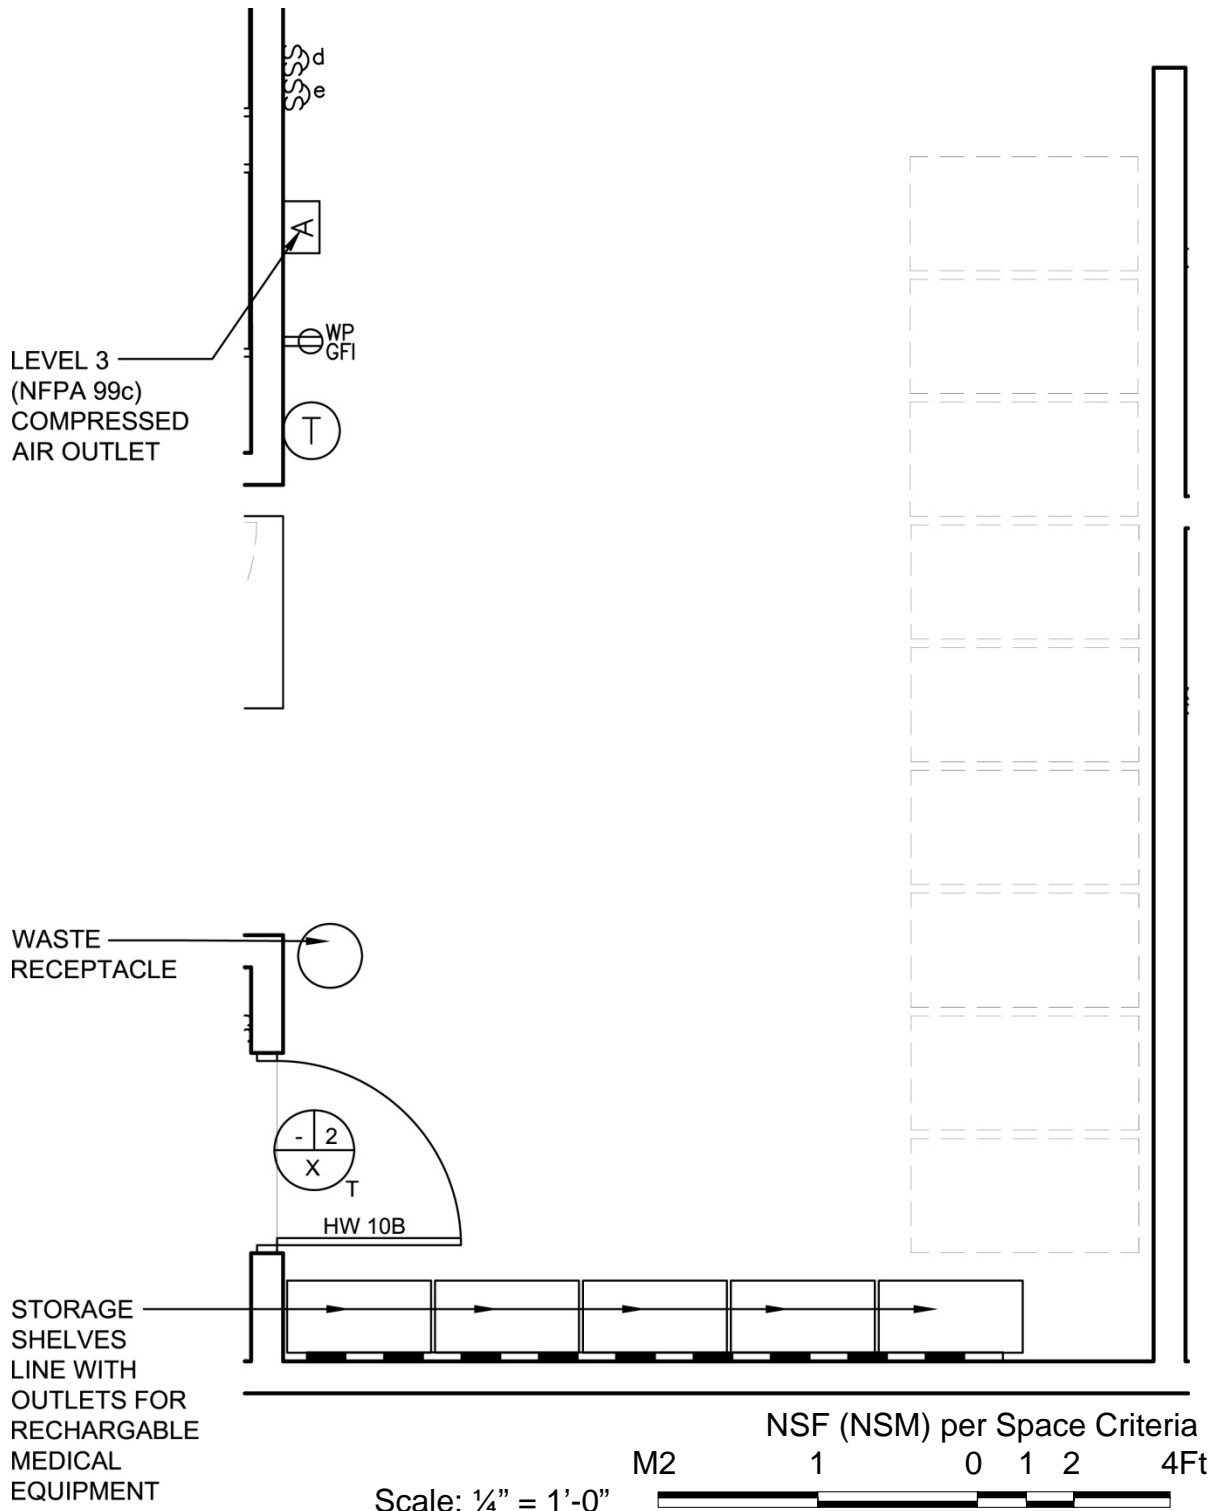 d
e
A
WP
GFI
LEVEL 3
(NFPA 99c)
COMPRESSED
AIR OUTLET
T
WASTE
RECEPTACLE
- 2
X
T
HW 10B
STORAGE
SHELVES
LINE WITH
OUTLETS FOR
RECHARGABLE
MEDICAL
EQUIPMENT
NSF (NSM) per Space Criteria
M2 1 0 1 2 4Ft
Scale: ¼” = 1’-0”